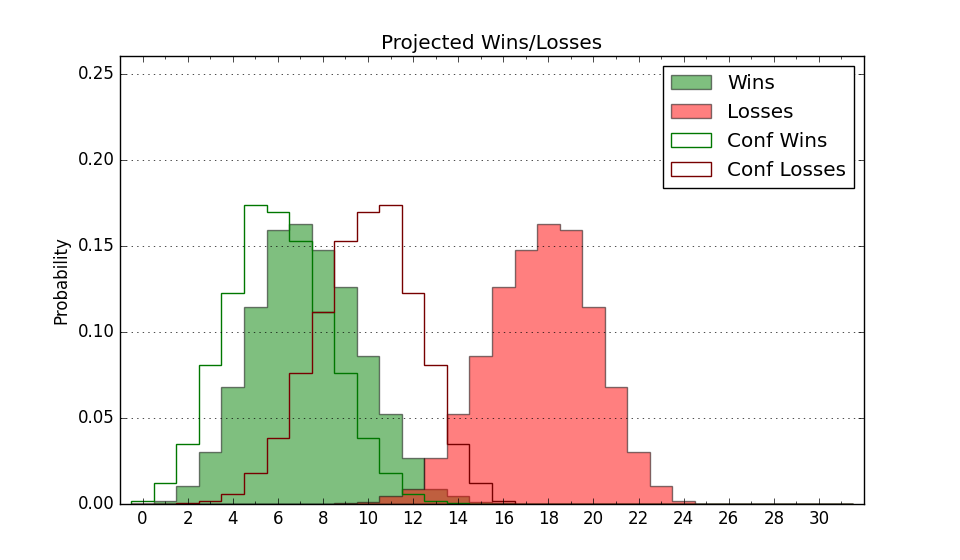 Projected Wins/Losses
0.25
0.20
0.15
0.10
0.05
0.00
Probability
Wins
Losses
Conf Wins
Conf Losses
0 2 4 6 8 10 12 14 16 18 20 22 24 26 28 30